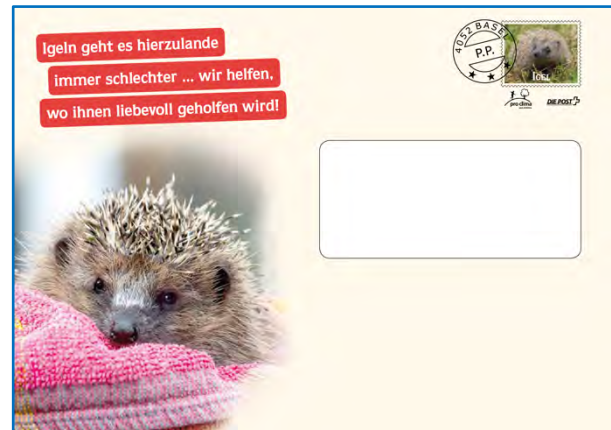 Igeln geht es hierzulande
immer schlechter ... wir helfen,
wo ihnen liebevoll geholfen wird!
4052 BASEL
P.P.
IGEL
pro clima
DIE POST